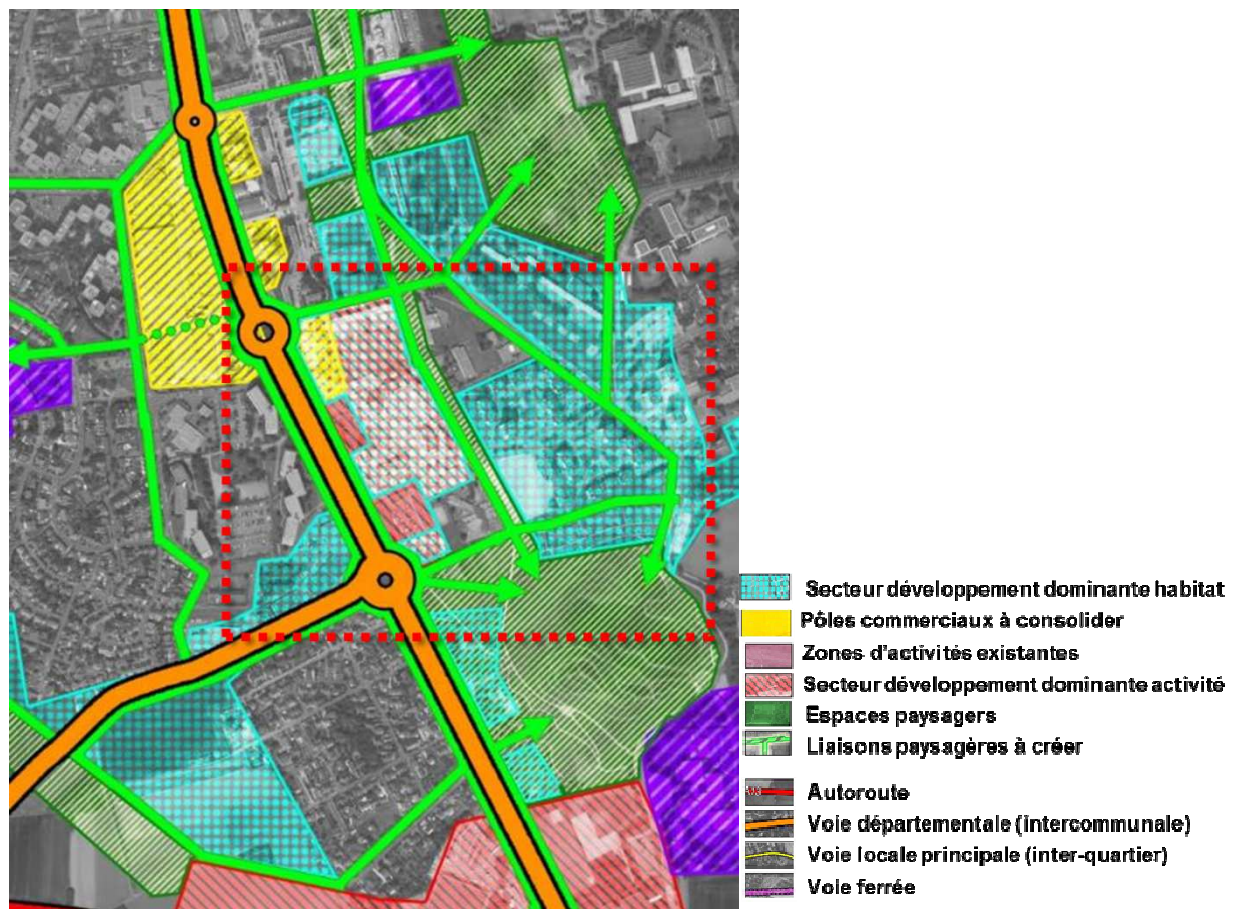 Secteur développement dominante habitat
Pôles commerciaux à consolider
Zones d'activités existantes
Secteur développement dominante activité
Espaces paysagers
Liaisons paysagères à créer
Autoroute
Voie départementale (intercommunale)
Voie locale principale (inter-quartier)
Voie ferrée